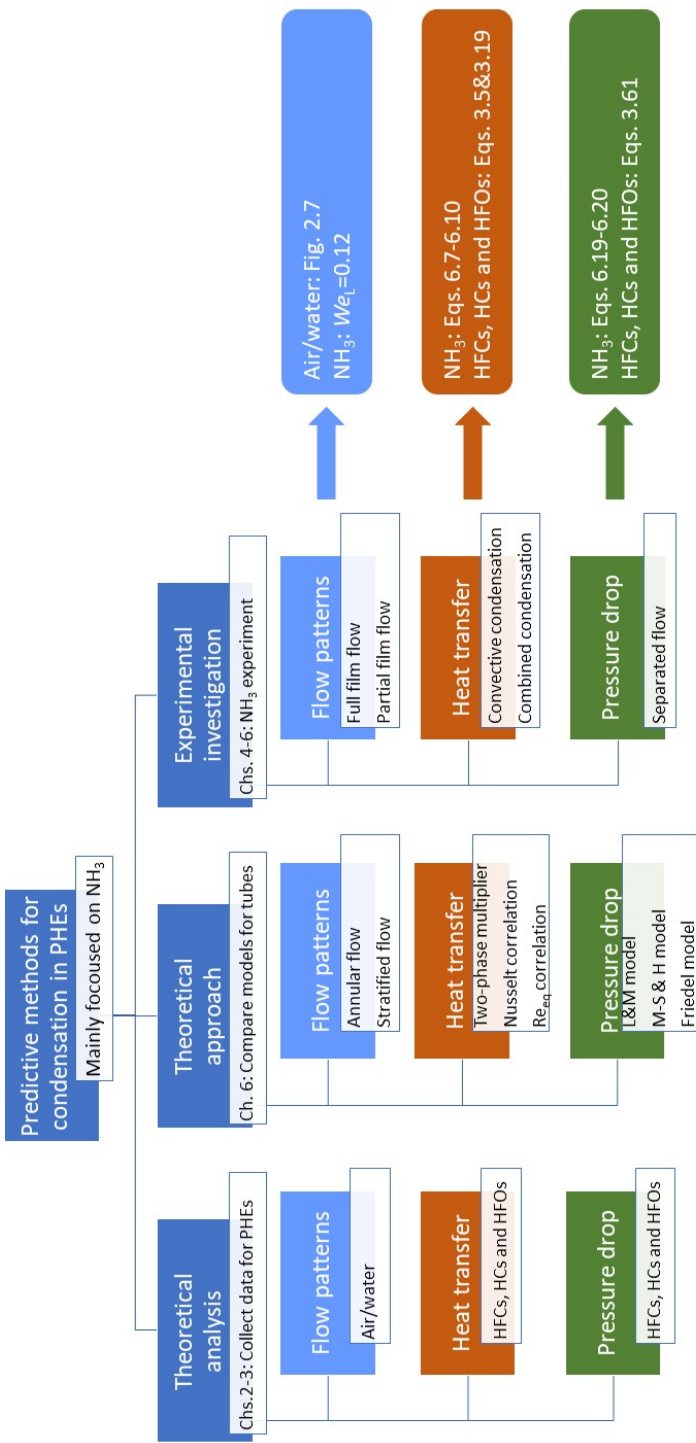 Predictive methods for
condensation in PHEs
Mainly focoused on NH₃
Theoretical
analysis
Chs.2-3: Collect data for PHEs
Flow patterns
Air/water
Heat transfer
HFCs, HCs and HFOs
Pressure drop
HFCs, HCs and HFOs
Theoretical
approach
Ch. 6: Compare models for tubes
Flow patterns
Annular flow
Stratified flow
Heat transfer
Two-phase multiplier
Nusselt correlation
Re_eq correlation
Pressure drop
L&M model
M-S & H model
Friedel model
Experimental
investigation
Chs. 4-6: NH₃ experiment
Flow patterns
Full film flow
Partial film flow
Heat transfer
Convective condensation
Combined condensation
Pressure drop
Separated flow
Air/water: Fig. 2.7
NH₃: We_L=0.12
NH₃: Eqs. 6.7-6.10
HFCs, HCs and HFOs: Eqs. 3.5&3.19
NH₃: Eqs. 6.19-6.20
HFCs, HCs and HFOs: Eqs. 3.61